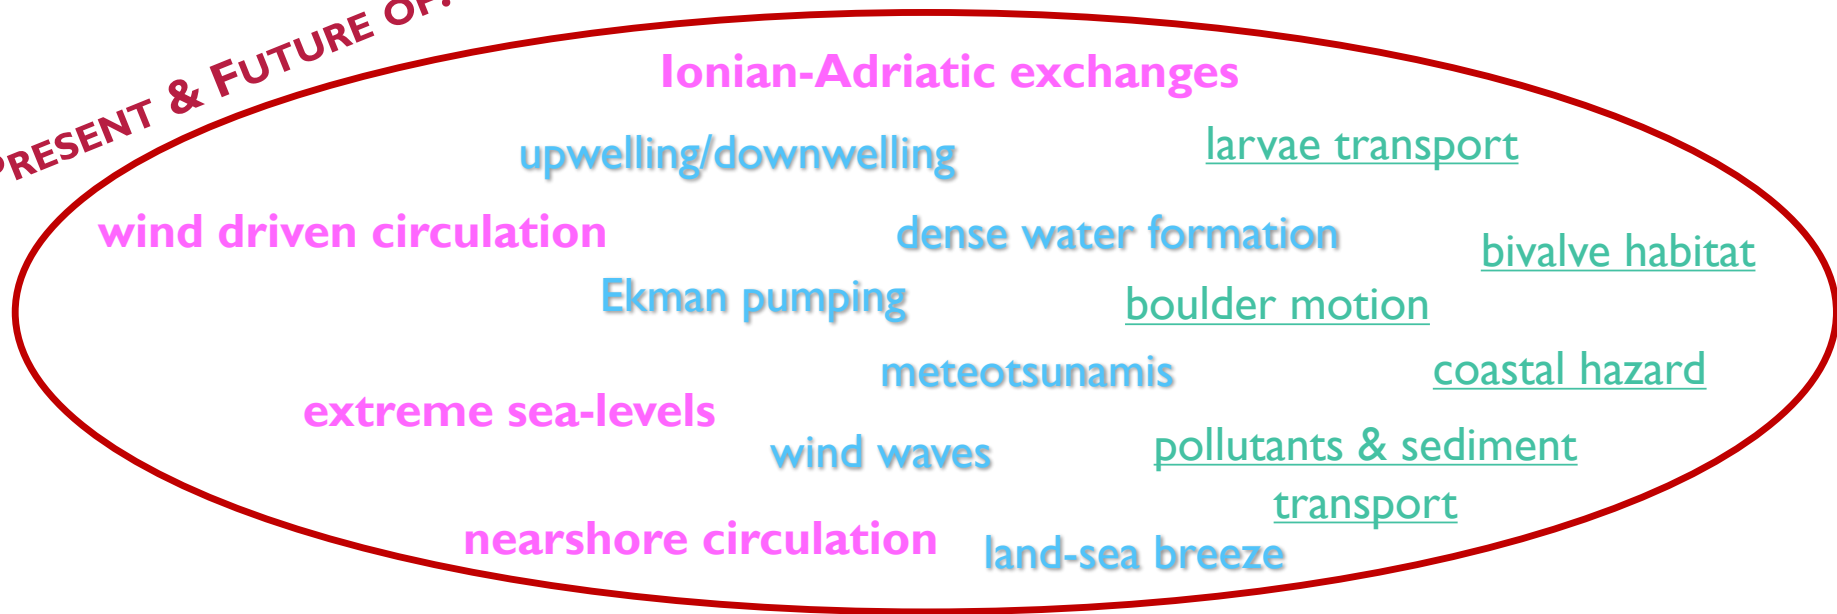 PRESENT & FUTURE OF:
Ionian-Adriatic exchanges
upwelling/downwelling
larvae transport
wind driven circulation
dense water formation
bivalve habitat
Ekman pumping
boulder motion
meteotsunamis
coastal hazard
extreme sea-levels
wind waves
pollutants & sediment
transport
nearshore circulation
land-sea breeze